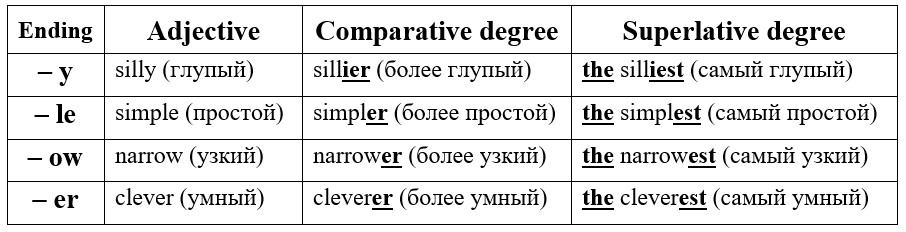 Ending Adjective Comparative degree Superlative degree
– y silly (глупый) sillier (более глупый) the silliest (самый глупый)
– le simple (простой) simpler (более простой) the simplest (самый простой)
– ow narrow (узкий) narrower (более узкий) the narrowest (самый узкий)
– er clever (умный) cleverer (более умный) the cleverest (самый умный)